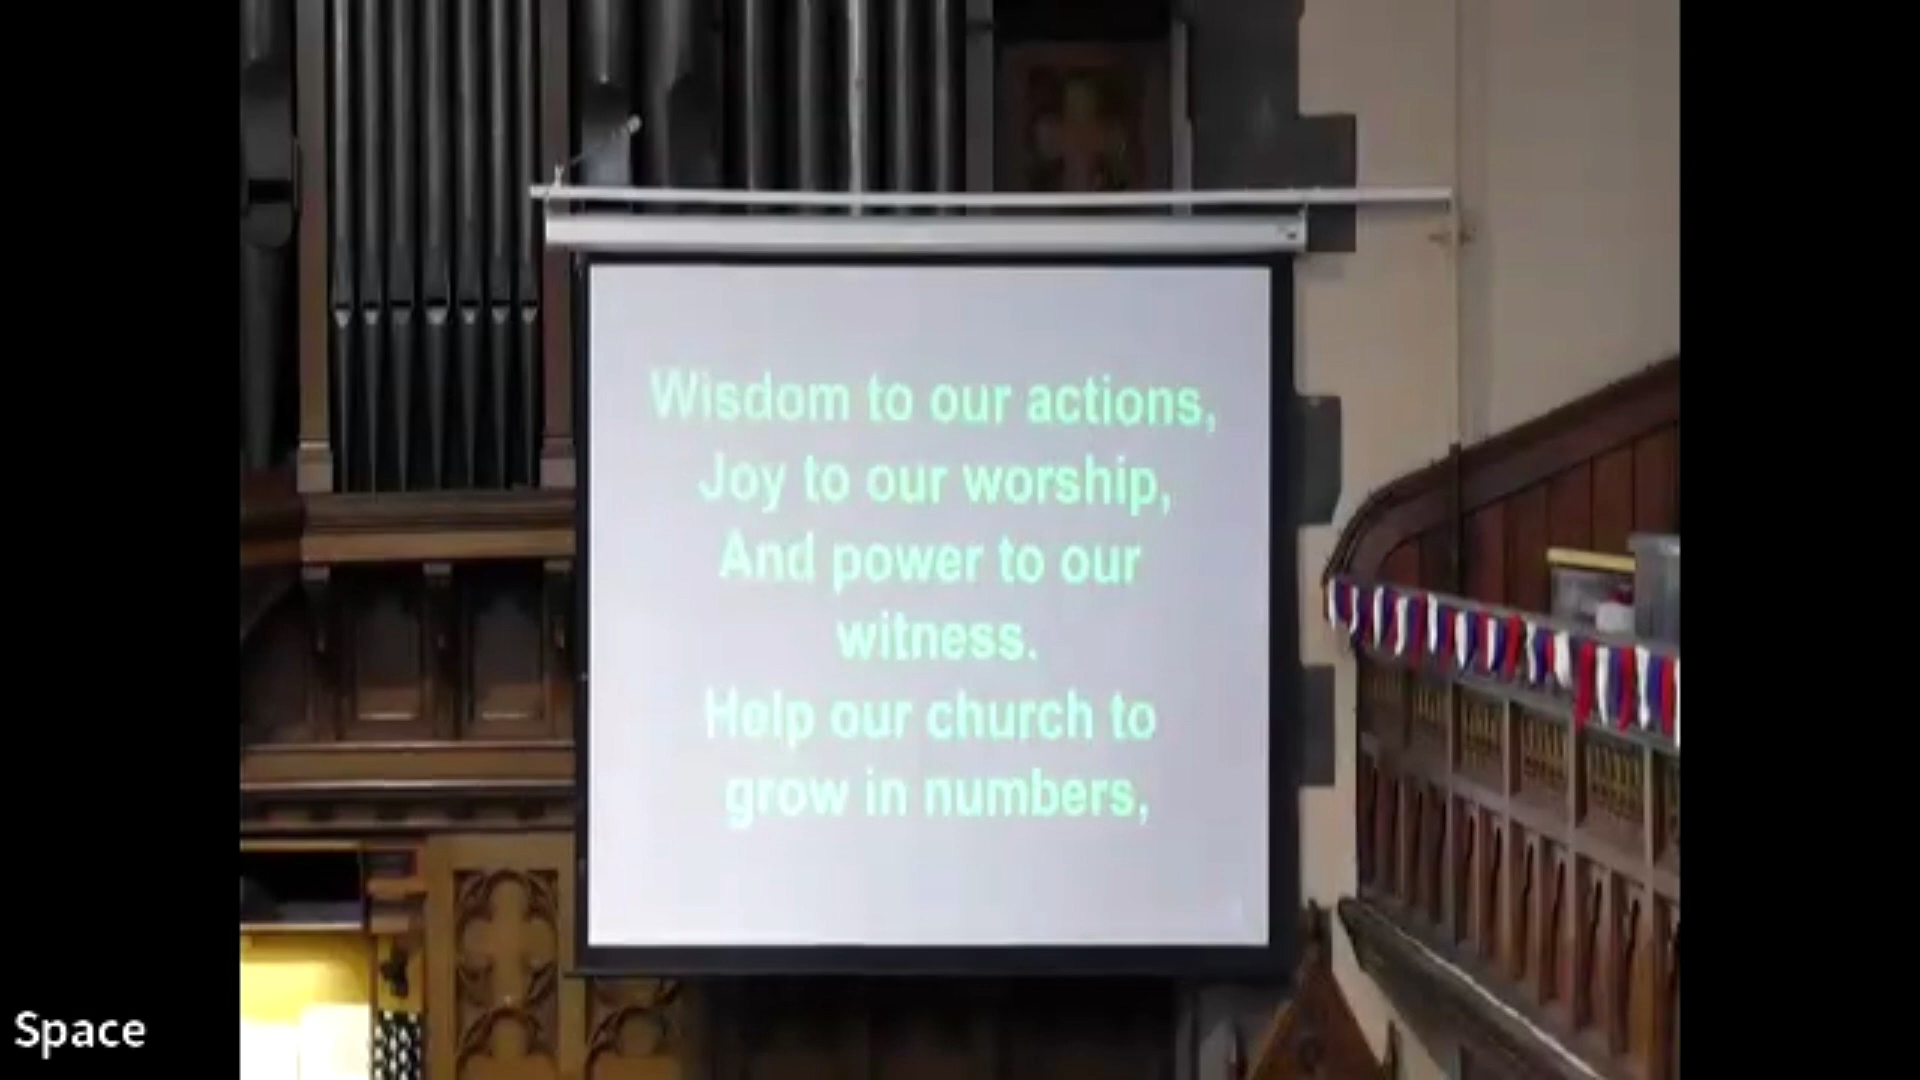 Wisdom to our actions,
Joy to our worship,
And power to our
witness.
Help our church to
grow in numbers,
Space